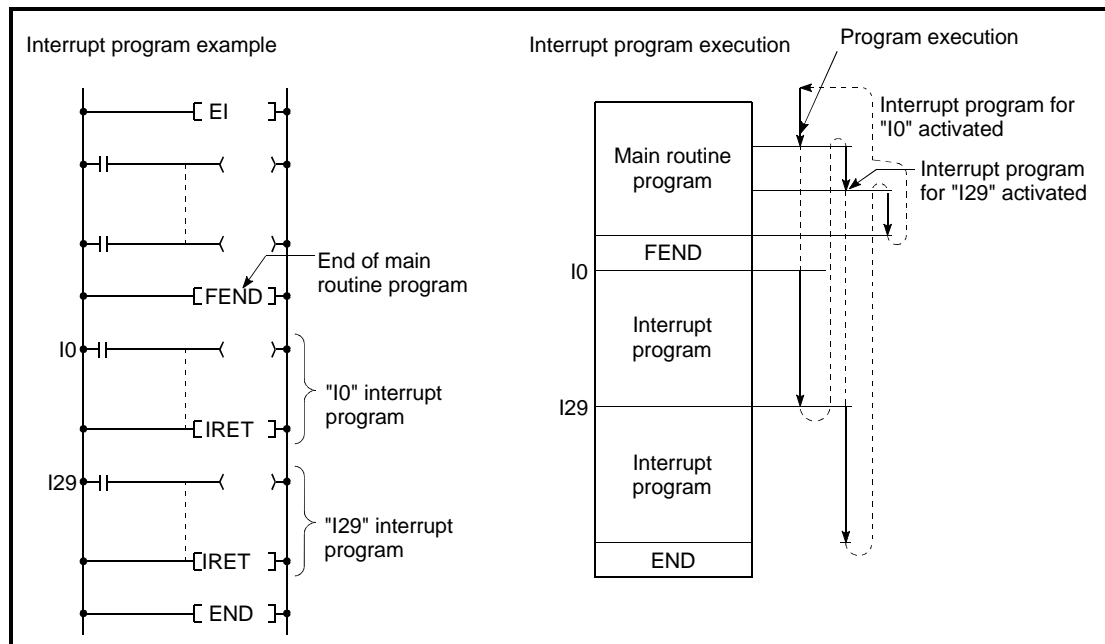 Interrupt program example
EI
FEND
End of main
routine program
I0
"I0" interrupt
program
IRET
I29
"I29" interrupt
program
IRET
END
Interrupt program execution
Program execution
Interrupt program for
"I0" activated
Main routine
program
Interrupt program
for "I29" activated
FEND
I0
Interrupt
program
I29
Interrupt
program
END